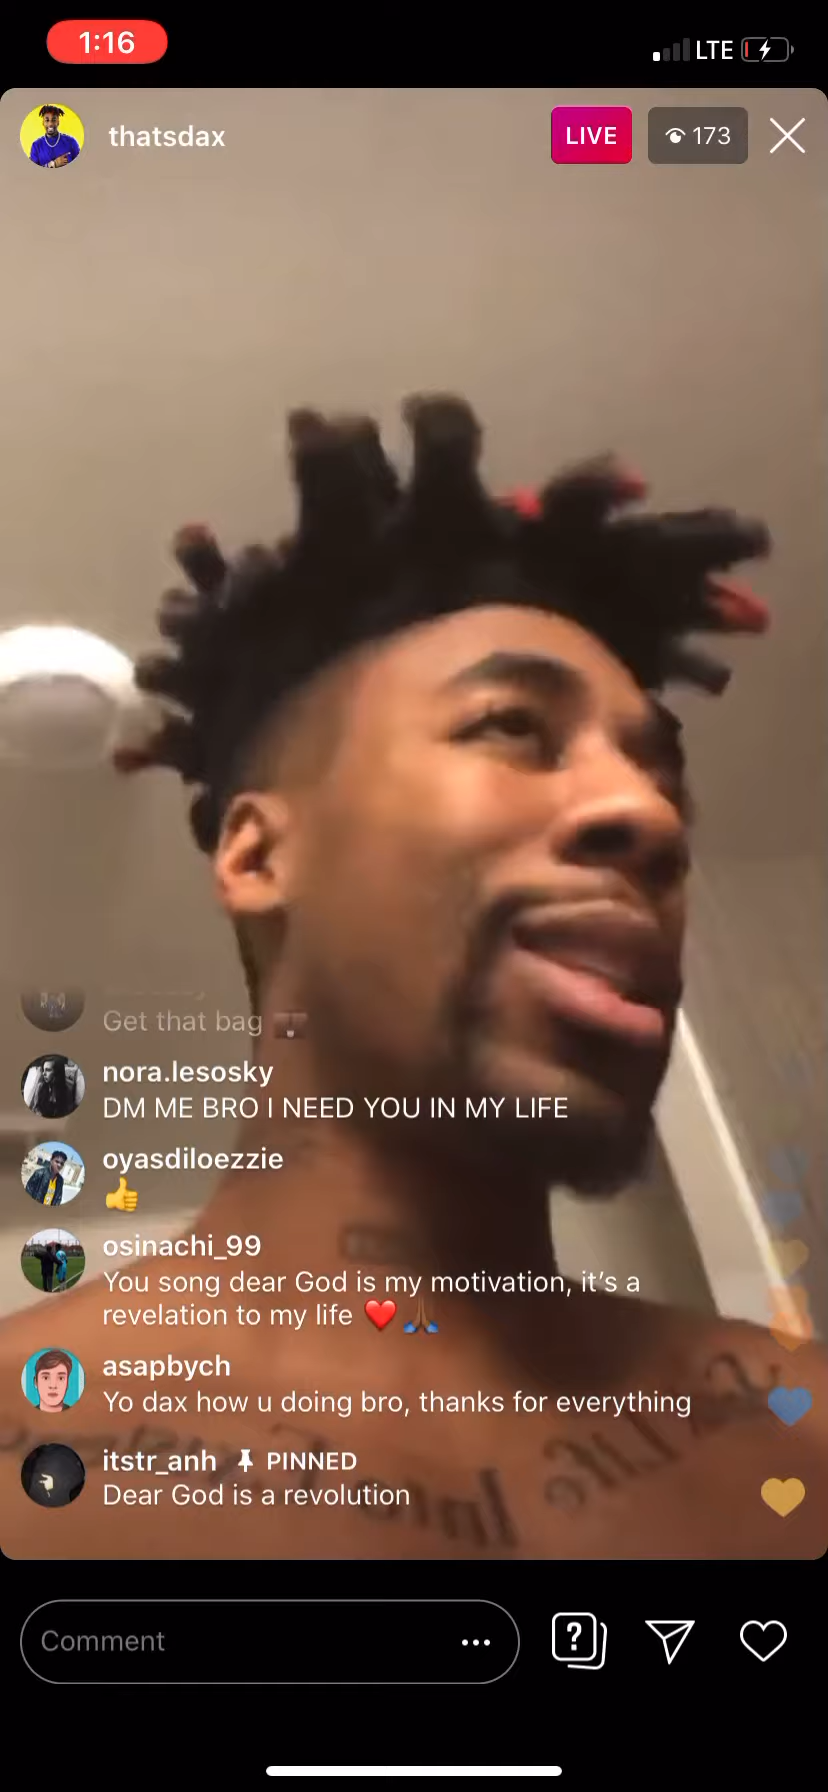 1:16
LTE
thatsdax
LIVE
173
Get that bag
nora.lesosky
DM ME BRO I NEED YOU IN MY LIFE
oyasdiloezzie
osinachi_99
You song dear God is my motivation, it's a
revelation to my life
asapbych
Yo dax how u doing bro, thanks for everything
itstr_anh PINNED
Dear God is a revolution
Life Into
Comment